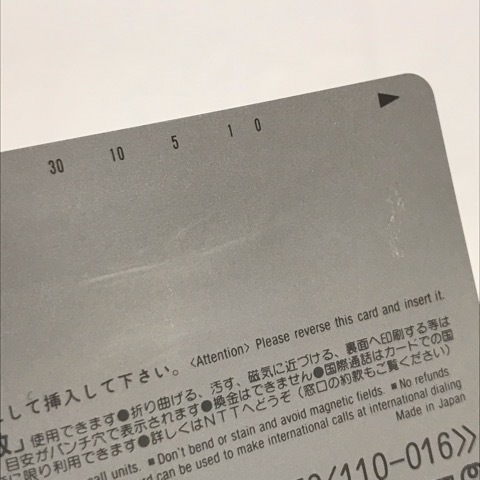 30 10 5 1 0
して挿入して下さい。〈Attention〉 Please reverse this card and insert it.
」使用できます●折り曲げる、汚す、磁気に近づける、裏面へ印刷する等は
目安がパンチ穴で表示されます●換金はできません●国際通話はカードでの国
に限り利用できます●詳しくはNTTへどうぞ（窓口の約款もご覧ください）
all units. ■ Don't bend or stain and avoid magnetic fields. ■ No refunds
can be used to make international calls at international dialing
Made in Japan
110-016》